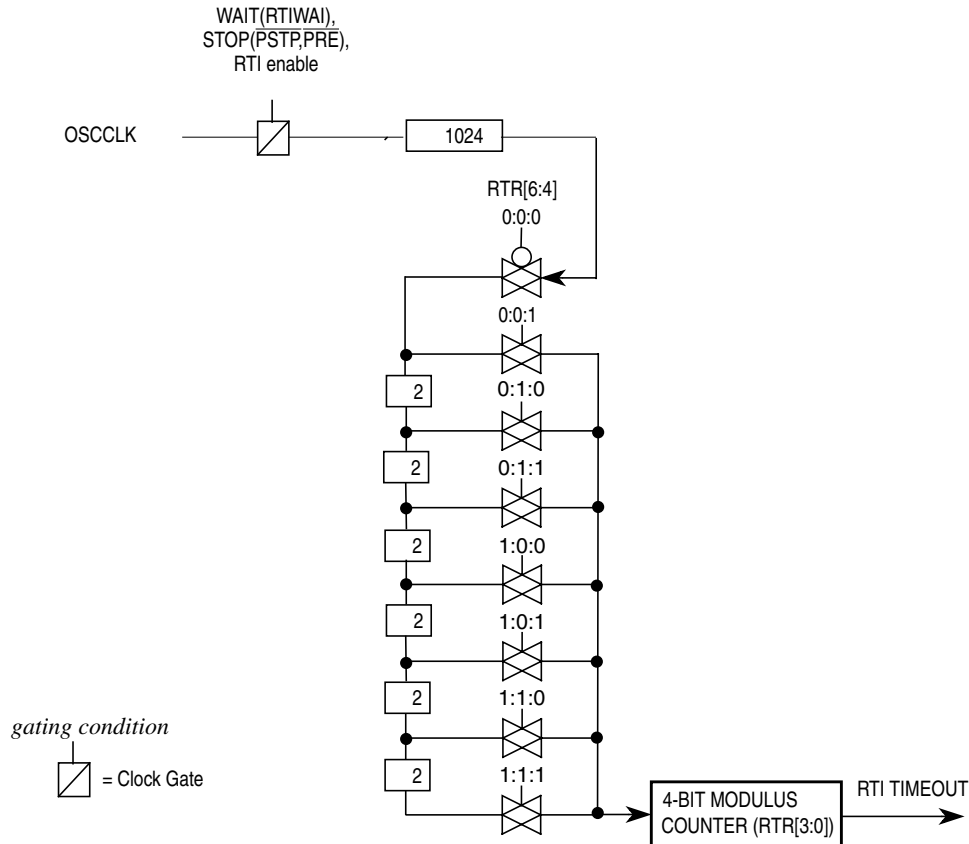 WAIT(RTIWAI),
STOP(PSTP,PRE),
RTI enable
OSCCLK
1024
RTR[6:4]
0:0:0
0:0:1
2
0:1:0
2
0:1:1
2
1:0:0
2
1:0:1
2
1:1:0
2
1:1:1
gating condition
= Clock Gate
4-BIT MODULUS
COUNTER (RTR[3:0])
RTI TIMEOUT